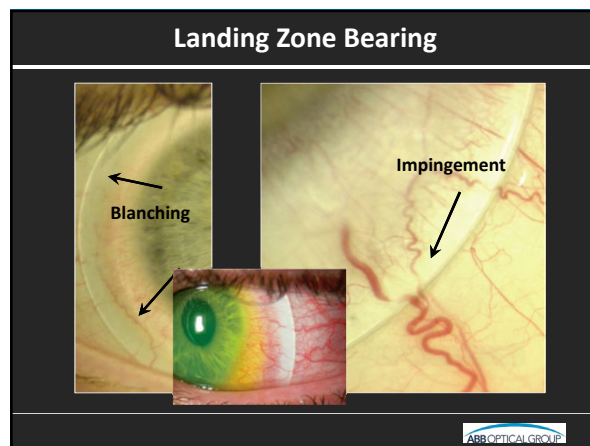 Landing Zone Bearing
Blanching
Impingement
ABB OPTICAL GROUP